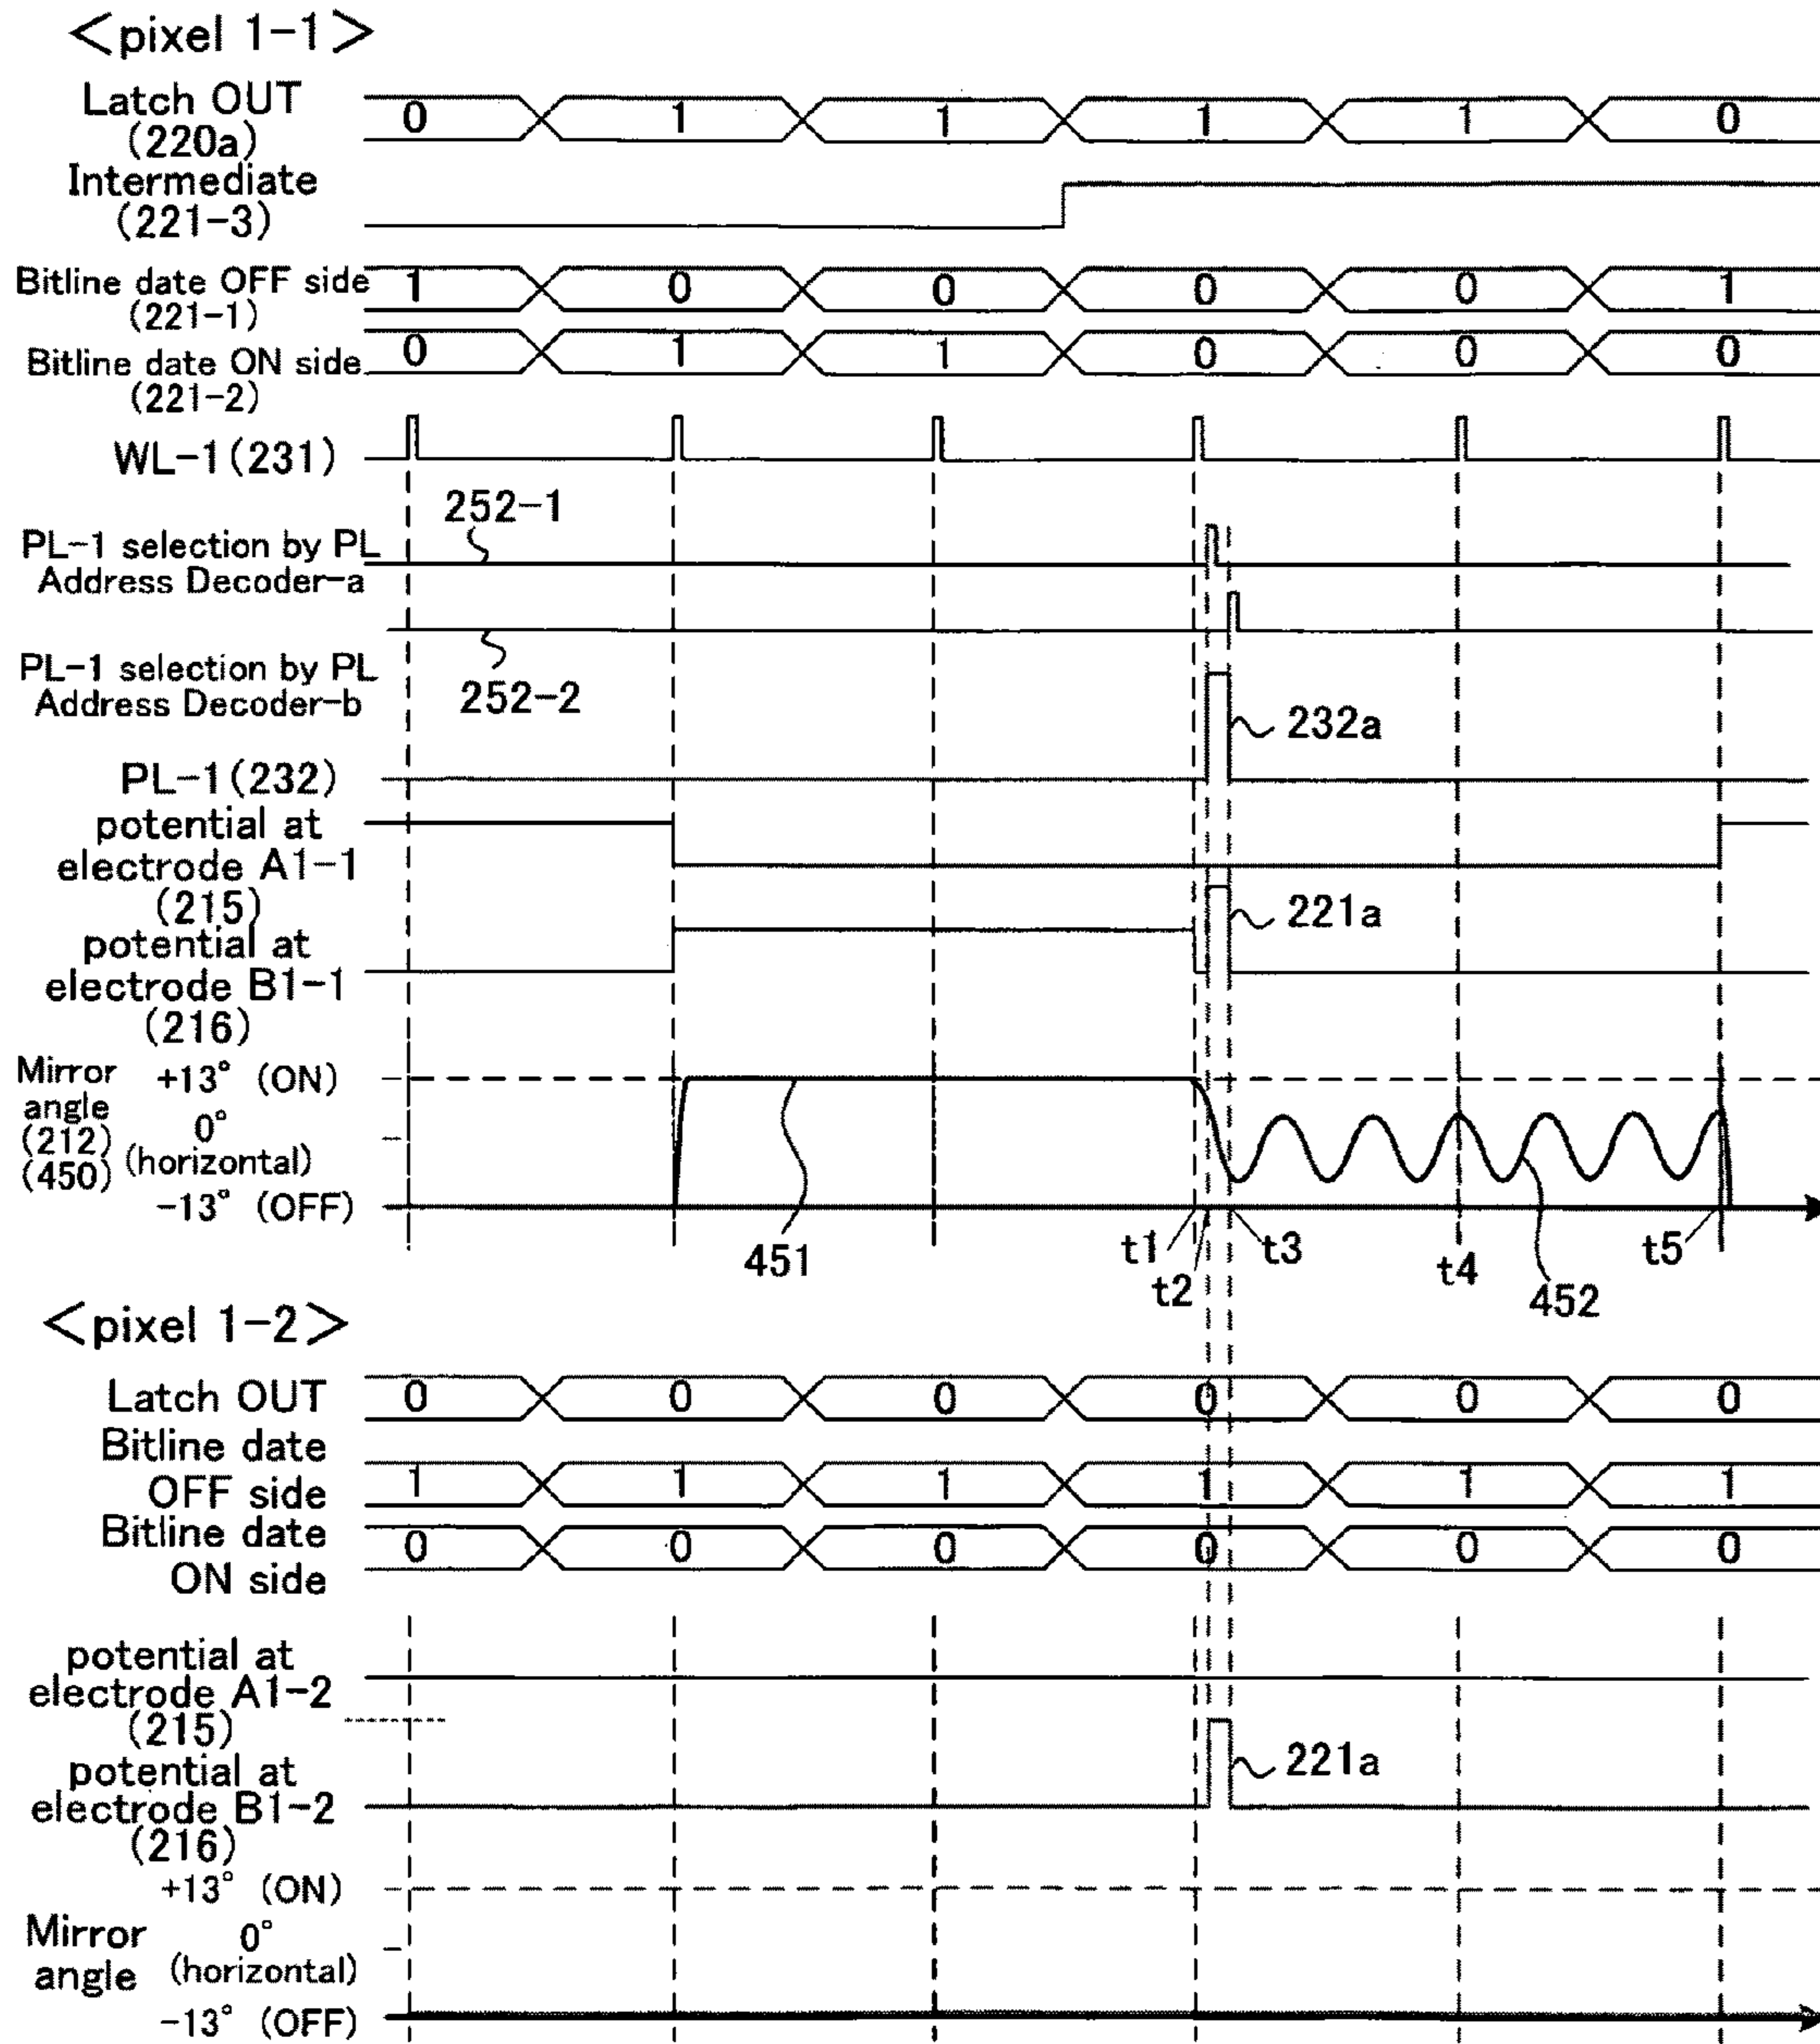 <pixel 1-1>
Latch OUT
(220a)
0 1 1 1 1 0
Intermediate
(221-3)
Bitline date OFF side
(221-1)
1 0 0 0 0 1
Bitline date ON side
(221-2)
0 1 1 0 0 0
WL-1(231)
252-1
PL-1 selection by PL
Address Decoder-a
PL-1 selection by PL
Address Decoder-b
252-2
232a
PL-1(232)
potential at
electrode A1-1
(215)
221a
potential at
electrode B1-1
(216)
Mirror
angle
(212)
(450)
+13° (ON)
0°
(horizontal)
-13° (OFF)
451
t1
t2
t3
t4
452
t5
<pixel 1-2>
Latch OUT
0 0 0 0 0 0
Bitline date
OFF side
1 1 1 1 1 1
Bitline date
ON side
0 0 0 0 0 0
potential at
electrode A1-2
(215)
potential at
electrode B1-2
(216)
221a
+13° (ON)
Mirror
angle
0°
(horizontal)
-13° (OFF)